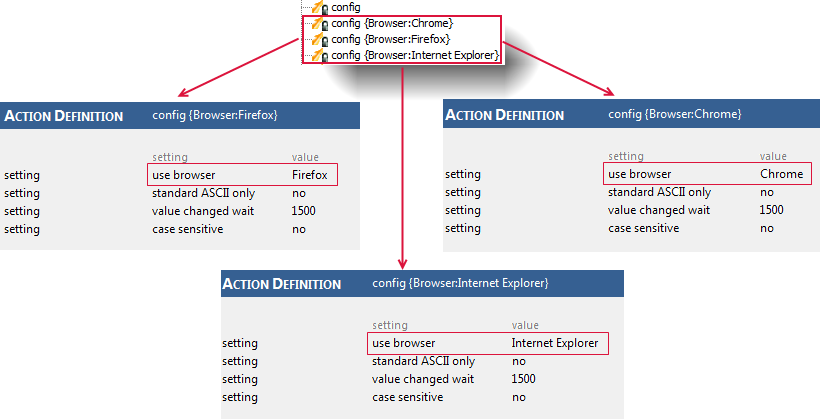 config
config {Browser:Chrome}
config {Browser:Firefox}
config {Browser:Internet Explorer}
ACTION DEFINITION config {Browser:Firefox}
setting value
setting use browser Firefox
setting standard ASCII only no
setting value changed wait 1500
setting case sensitive no
ACTION DEFINITION config {Browser:Chrome}
setting value
setting use browser Chrome
setting standard ASCII only no
setting value changed wait 1500
setting case sensitive no
ACTION DEFINITION config {Browser:Internet Explorer}
setting value
setting use browser Internet Explorer
setting standard ASCII only no
setting value changed wait 1500
setting case sensitive no